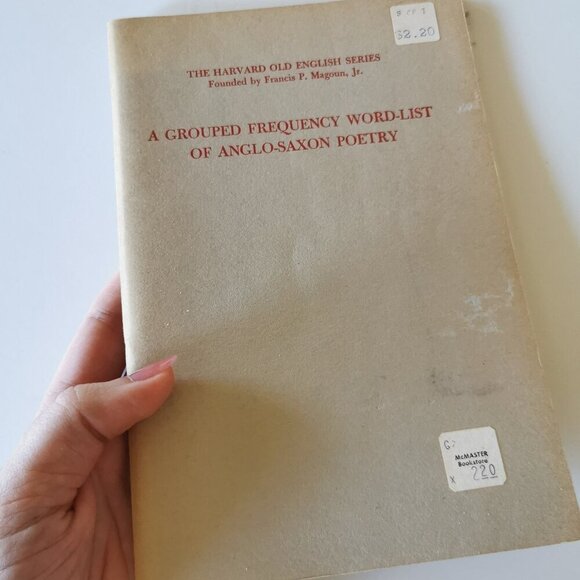 $2.20
THE HARVARD OLD ENGLISH SERIES
Founded by Francis P. Magoun, Jr.
A GROUPED FREQUENCY WORD-LIST
OF ANGLO-SAXON POETRY
McMASTER
Bookstore
X 220